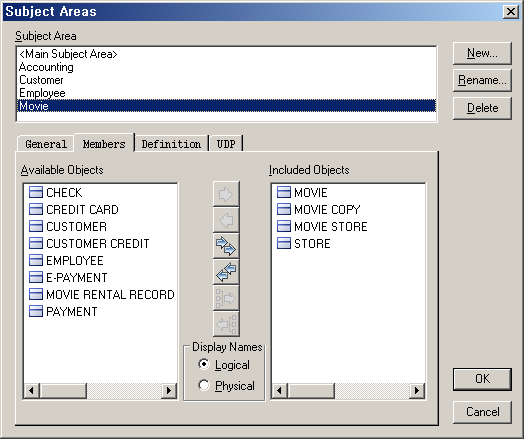 Subject Areas
Subject Area
<Main Subject Area>
Accounting
Customer
Employee
Movie
New...
Rename...
Delete
General Members Definition UDP
Available Objects
CHECK
CREDIT CARD
CUSTOMER
CUSTOMER CREDIT
EMPLOYEE
E-PAYMENT
MOVIE RENTAL RECORD
PAYMENT
Display Names
Logical
Physical
Included Objects
MOVIE
MOVIE COPY
MOVIE STORE
STORE
OK
Cancel